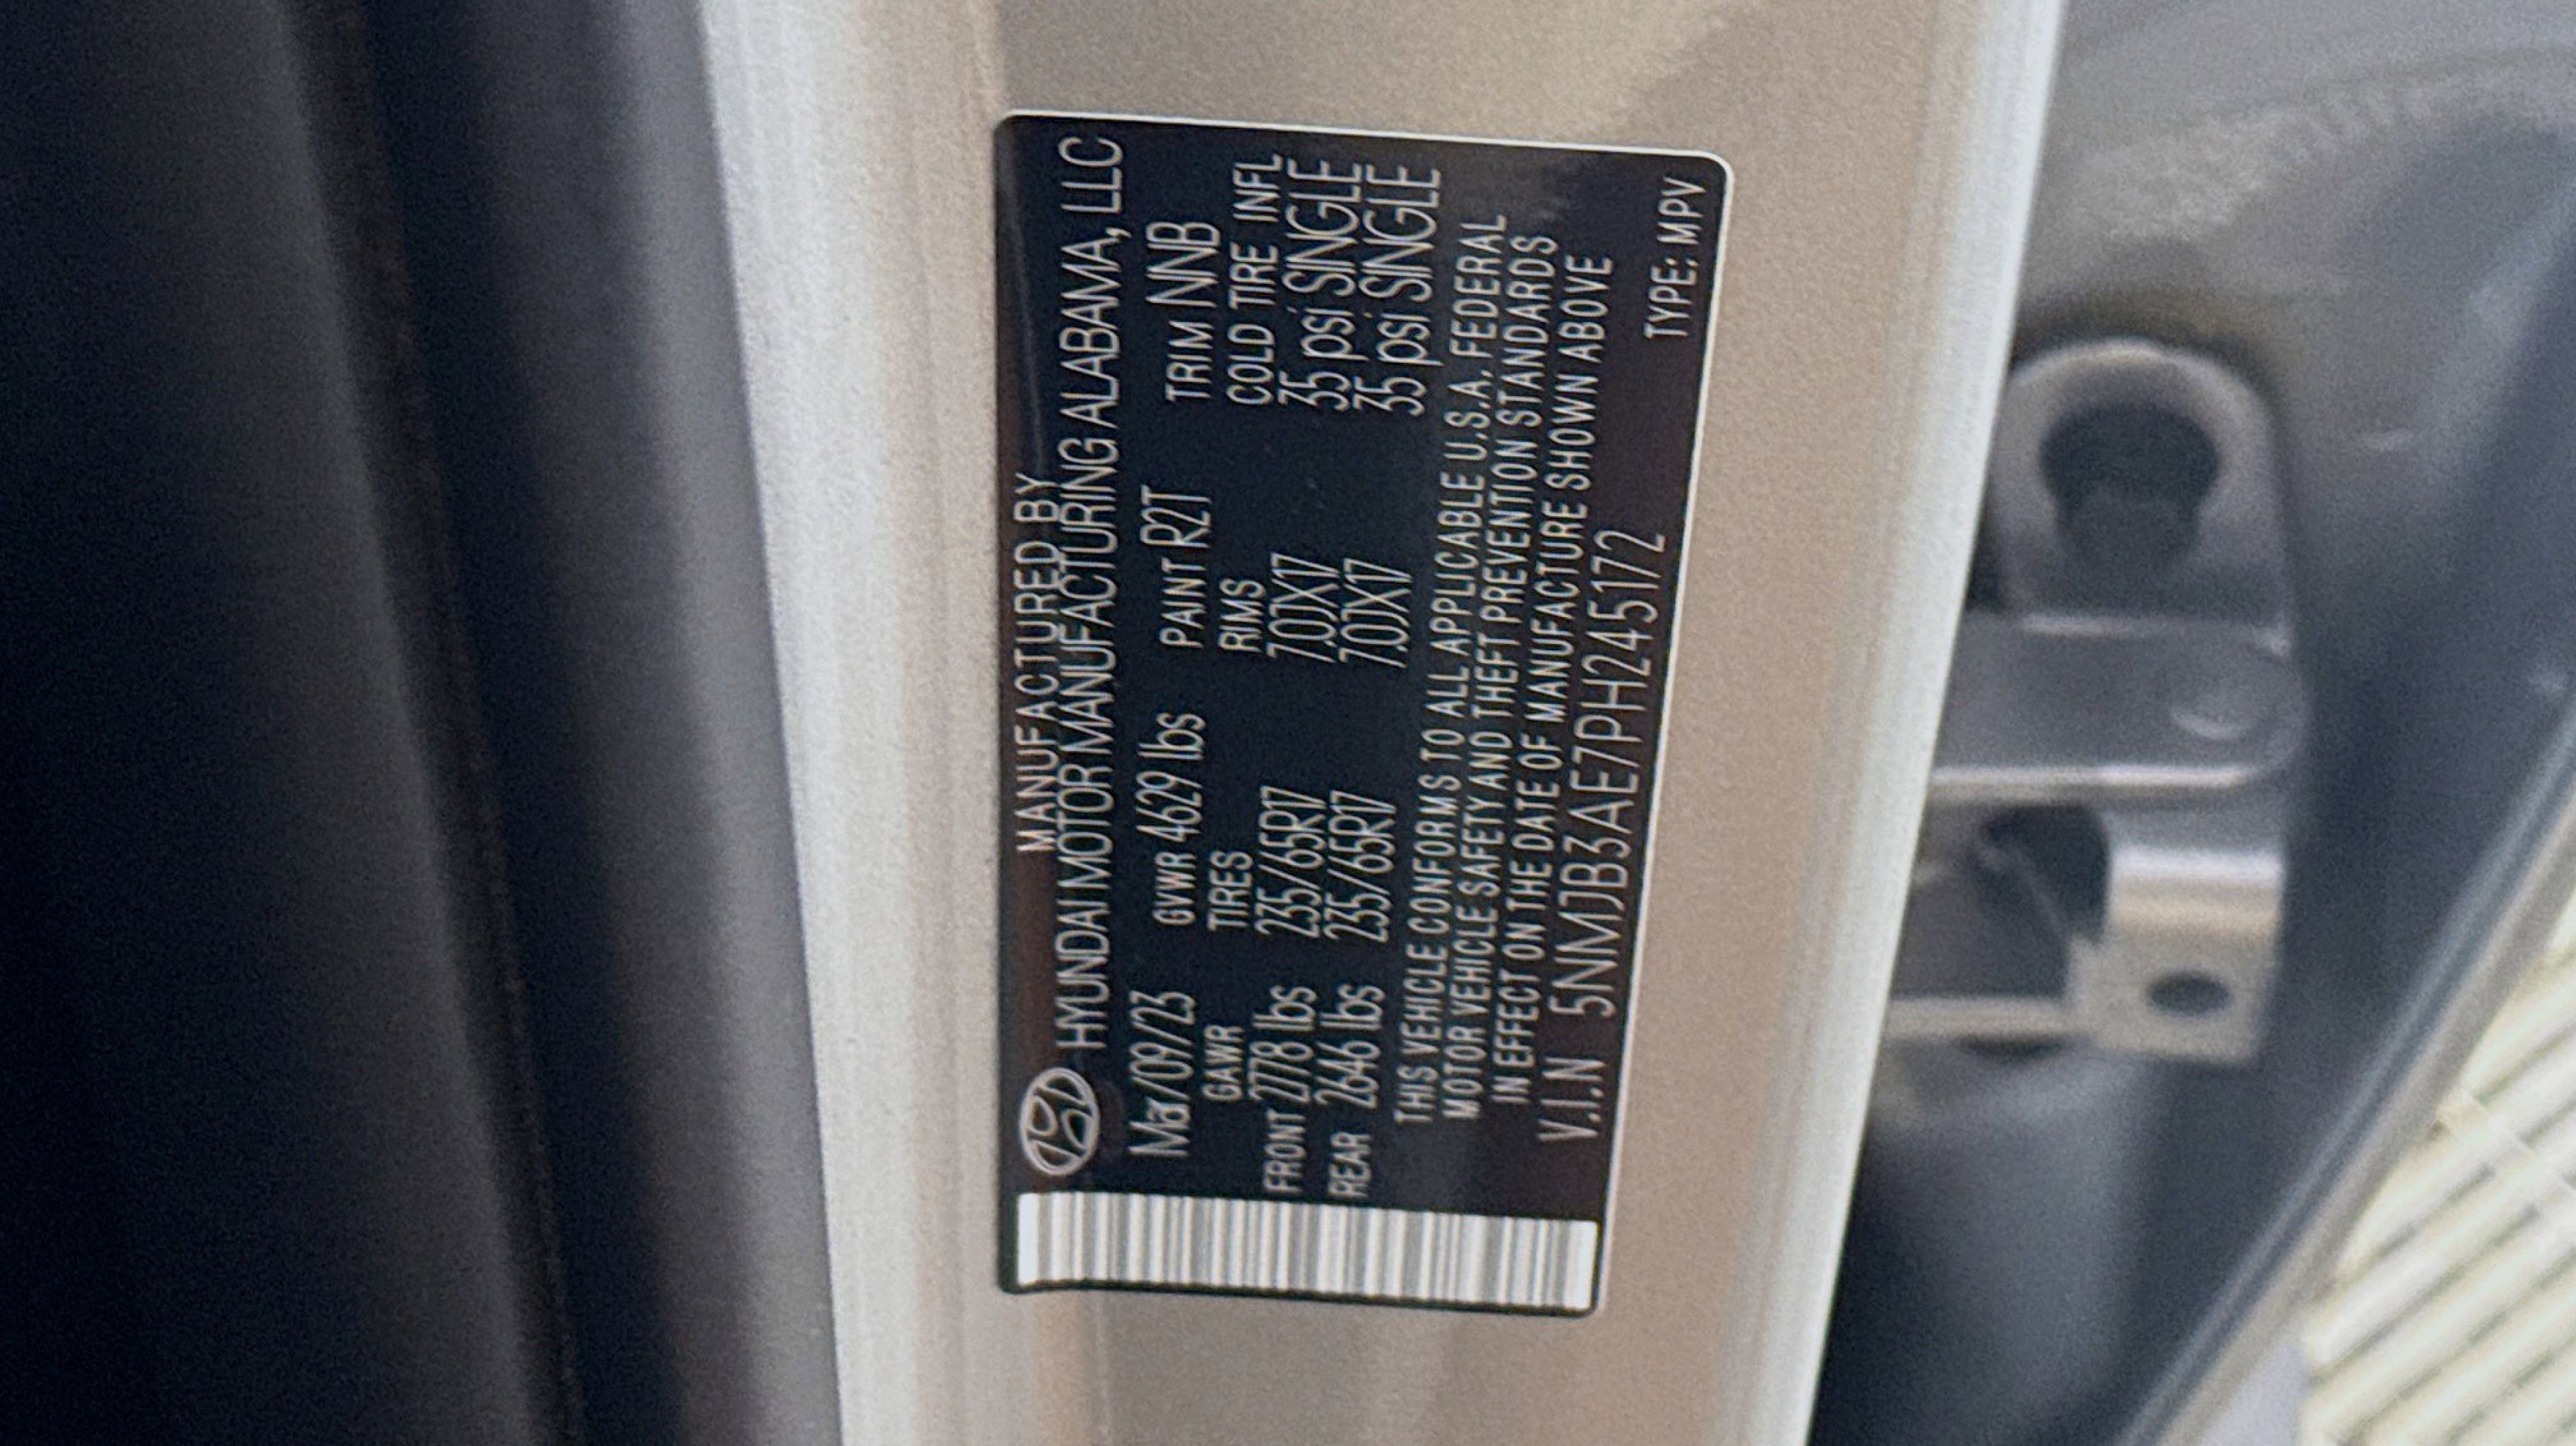 MANUFACTURED BY
HYUNDAI MOTOR MANUFACTURING ALABAMA, LLC
Mar/09/23 GVWR 4629 lbs PAINT R2T TRIM NNB
GAWR TIRES RIMS COLD TIRE INFL
FRONT 2778 lbs 235/65R17 7.0JX17 35 psi SINGLE
REAR 2646 lbs 235/65R17 7.0JX17 35 psi SINGLE
THIS VEHICLE CONFORMS TO ALL APPLICABLE U.S.A. FEDERAL
MOTOR VEHICLE SAFETY AND THEFT PREVENTION STANDARDS
IN EFFECT ON THE DATE OF MANUFACTURE SHOWN ABOVE
V.I.N 5NMJB3AE7PH245172
TYPE: MPV